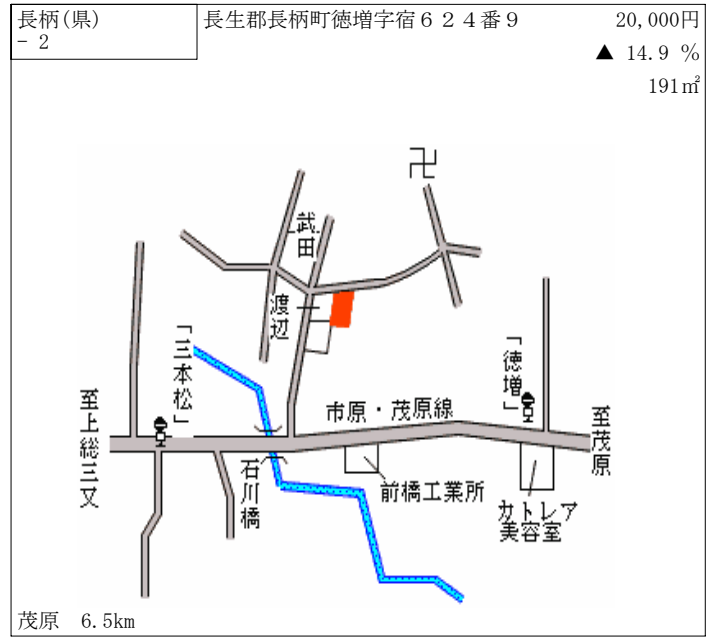 長柄(県)
- 2
長生郡長柄町徳増字宿６２４番９
20,000円
▲ 14.9 %
191㎡
卍
武田
渡辺
「三本松」
「徳増」
至上総三又
市原・茂原線
至茂原
石川橋
前橋工業所
カトレア
美容室
茂原 6.5km